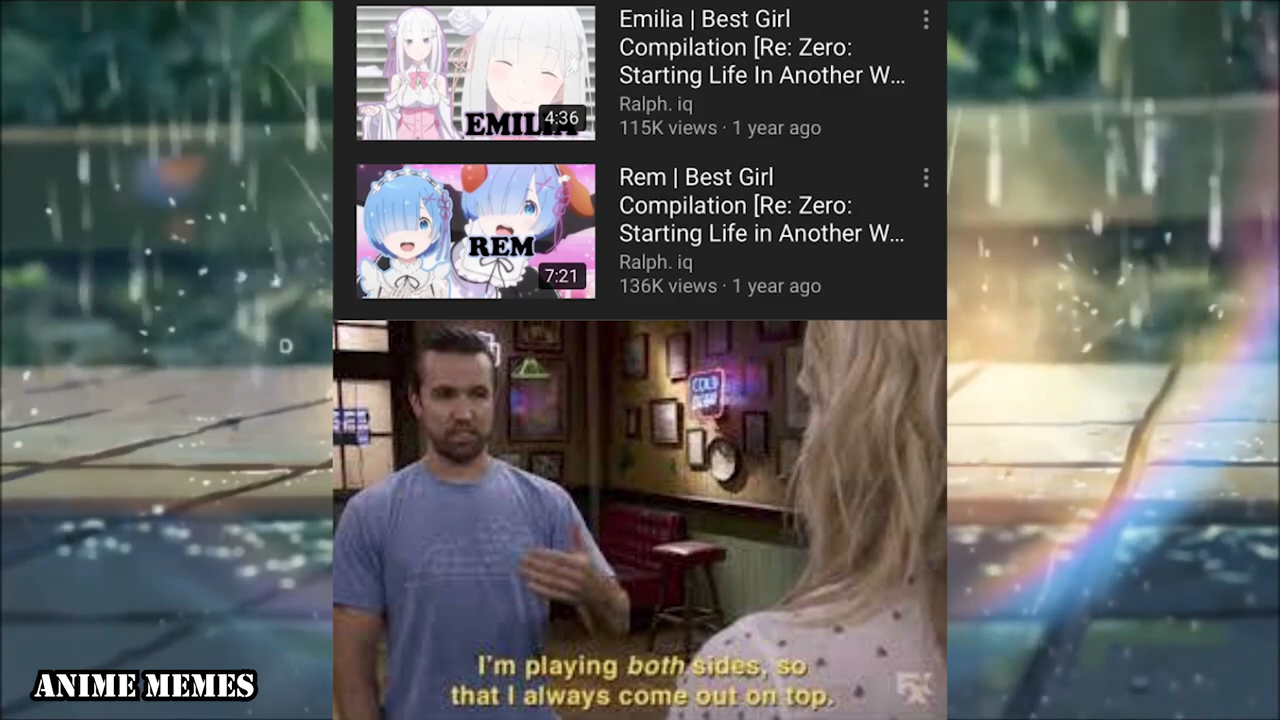 Emilia | Best Girl
Compilation [Re: Zero:
Starting Life In Another W...
Ralph. iq
115K views · 1 year ago
EMILIA
4:36
Rem | Best Girl
Compilation [Re: Zero:
Starting Life in Another W...
Ralph. iq
136K views · 1 year ago
REM
7:21
COLD
I'm playing both sides, so
that I always come out on top.
FXX
ANIME MEMES